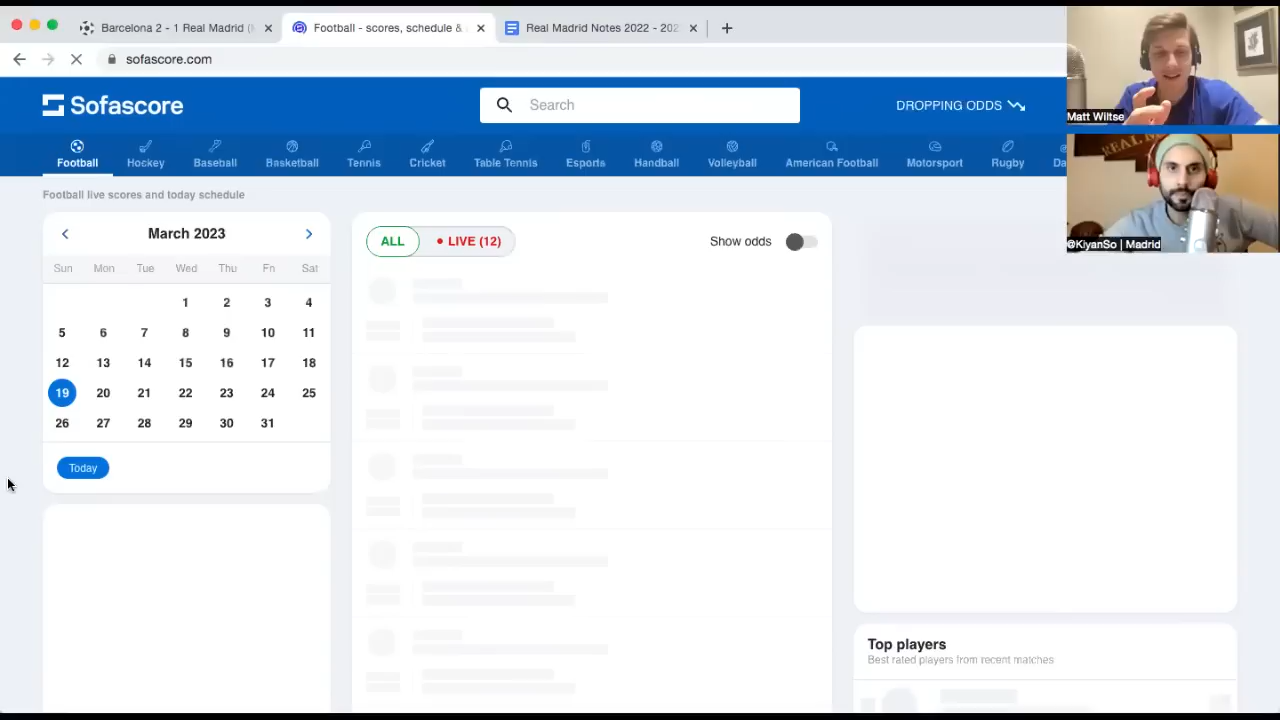 Barcelona 2 - 1 Real Madrid (
Football - scores, schedule &
Real Madrid Notes 2022 - 202
sofascore.com
Sofascore
Search
DROPPING ODDS
Football
Hockey
Baseball
Basketball
Tennis
Cricket
Table Tennis
Esports
Handball
Volleyball
American Football
Motorsport
Rugby
Da
Football live scores and today schedule
March 2023
Sun Mon Tue Wed Thu Fri Sat
1 2 3 4
5 6 7 8 9 10 11
12 13 14 15 16 17 18
19 20 21 22 23 24 25
26 27 28 29 30 31
Today
ALL
LIVE (12)
Show odds
Top players
Best rated players from recent matches
Matt Wiltse
REAL M
@KiyanSo | Madrid